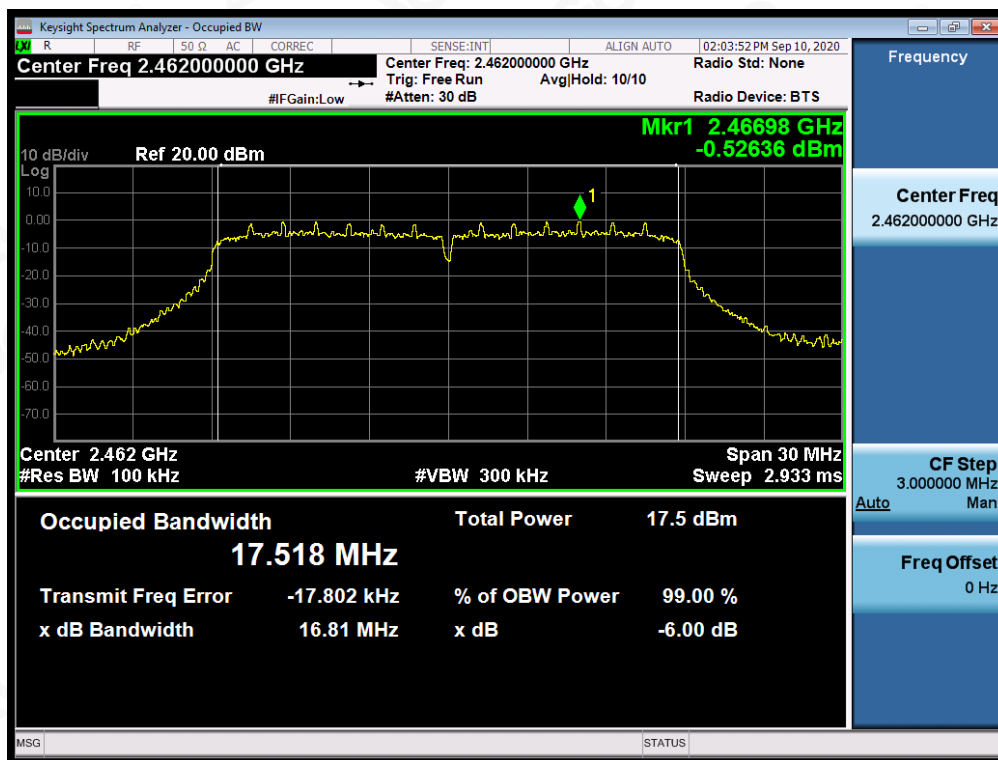 Keysight Spectrum Analyzer - Occupied BW
LXI R RF 50 Ω AC CORREC SENSE:INT ALIGN AUTO 02:03:52 PM Sep 10, 2020
Center Freq 2.462000000 GHz
Center Freq: 2.462000000 GHz Radio Std: None
Trig: Free Run Avg|Hold: 10/10
#IFGain:Low #Atten: 30 dB Radio Device: BTS
Frequency
Mkr1 2.46698 GHz
-0.52636 dBm
10 dB/div Ref 20.00 dBm
Log
10.0
0.00
-10.0
-20.0
-30.0
-40.0
-50.0
-60.0
-70.0
1
Center 2.462 GHz Span 30 MHz
#Res BW 100 kHz #VBW 300 kHz Sweep 2.933 ms
Center Freq
2.462000000 GHz
CF Step
3.000000 MHz
Auto Man
Freq Offset
0 Hz
Occupied Bandwidth Total Power 17.5 dBm
17.518 MHz
Transmit Freq Error -17.802 kHz % of OBW Power 99.00 %
x dB Bandwidth 16.81 MHz x dB -6.00 dB
MSG STATUS